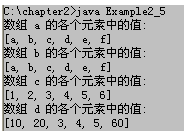 C:\chapter2>java Example2_5
数组 a 的各个元素中的值:
[a, b, c, d, e, f]
数组 b 的各个元素中的值:
[a, b, c, d, e, f]
数组 c 的各个元素中的值:
[1, 2, 3, 4, 5, 6]
数组 d 的各个元素中的值:
[10, 20, 3, 4, 5, 60]